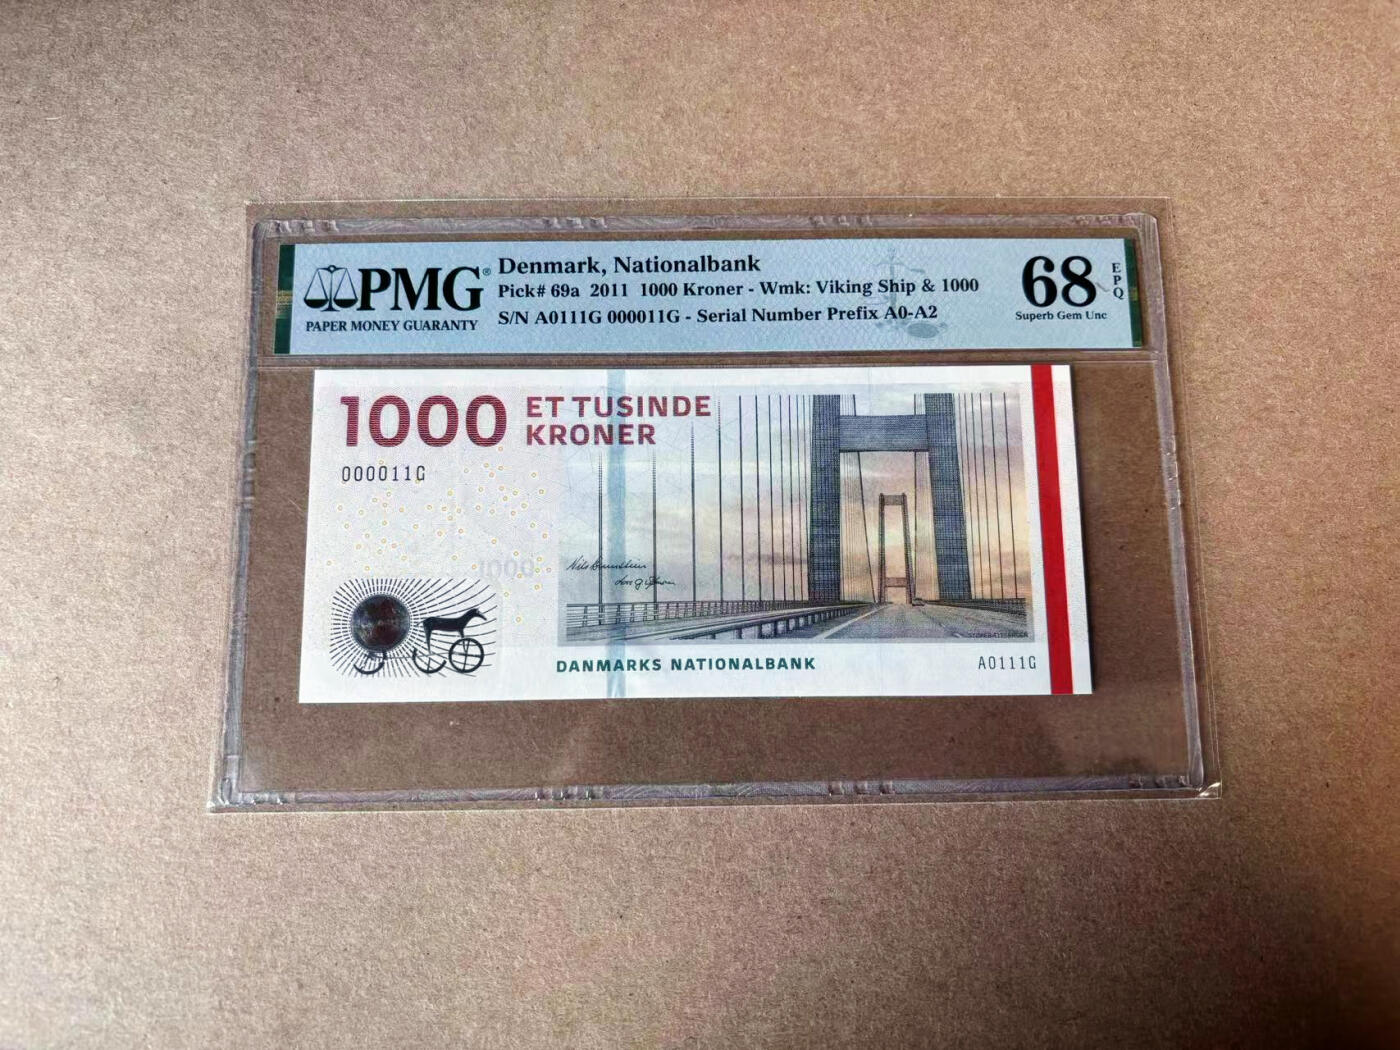 PMG®
PAPER MONEY GUARANTY
Denmark, Nationalbank
Pick# 69a 2011 1000 Kroner - Wmk: Viking Ship & 1000
S/N A0111G 000011G - Serial Number Prefix A0-A2
68 EPQ
Superb Gem Unc
1000
ET TUSINDE
KRONER
000011G
1000
DANMARKS NATIONALBANK
A0111G